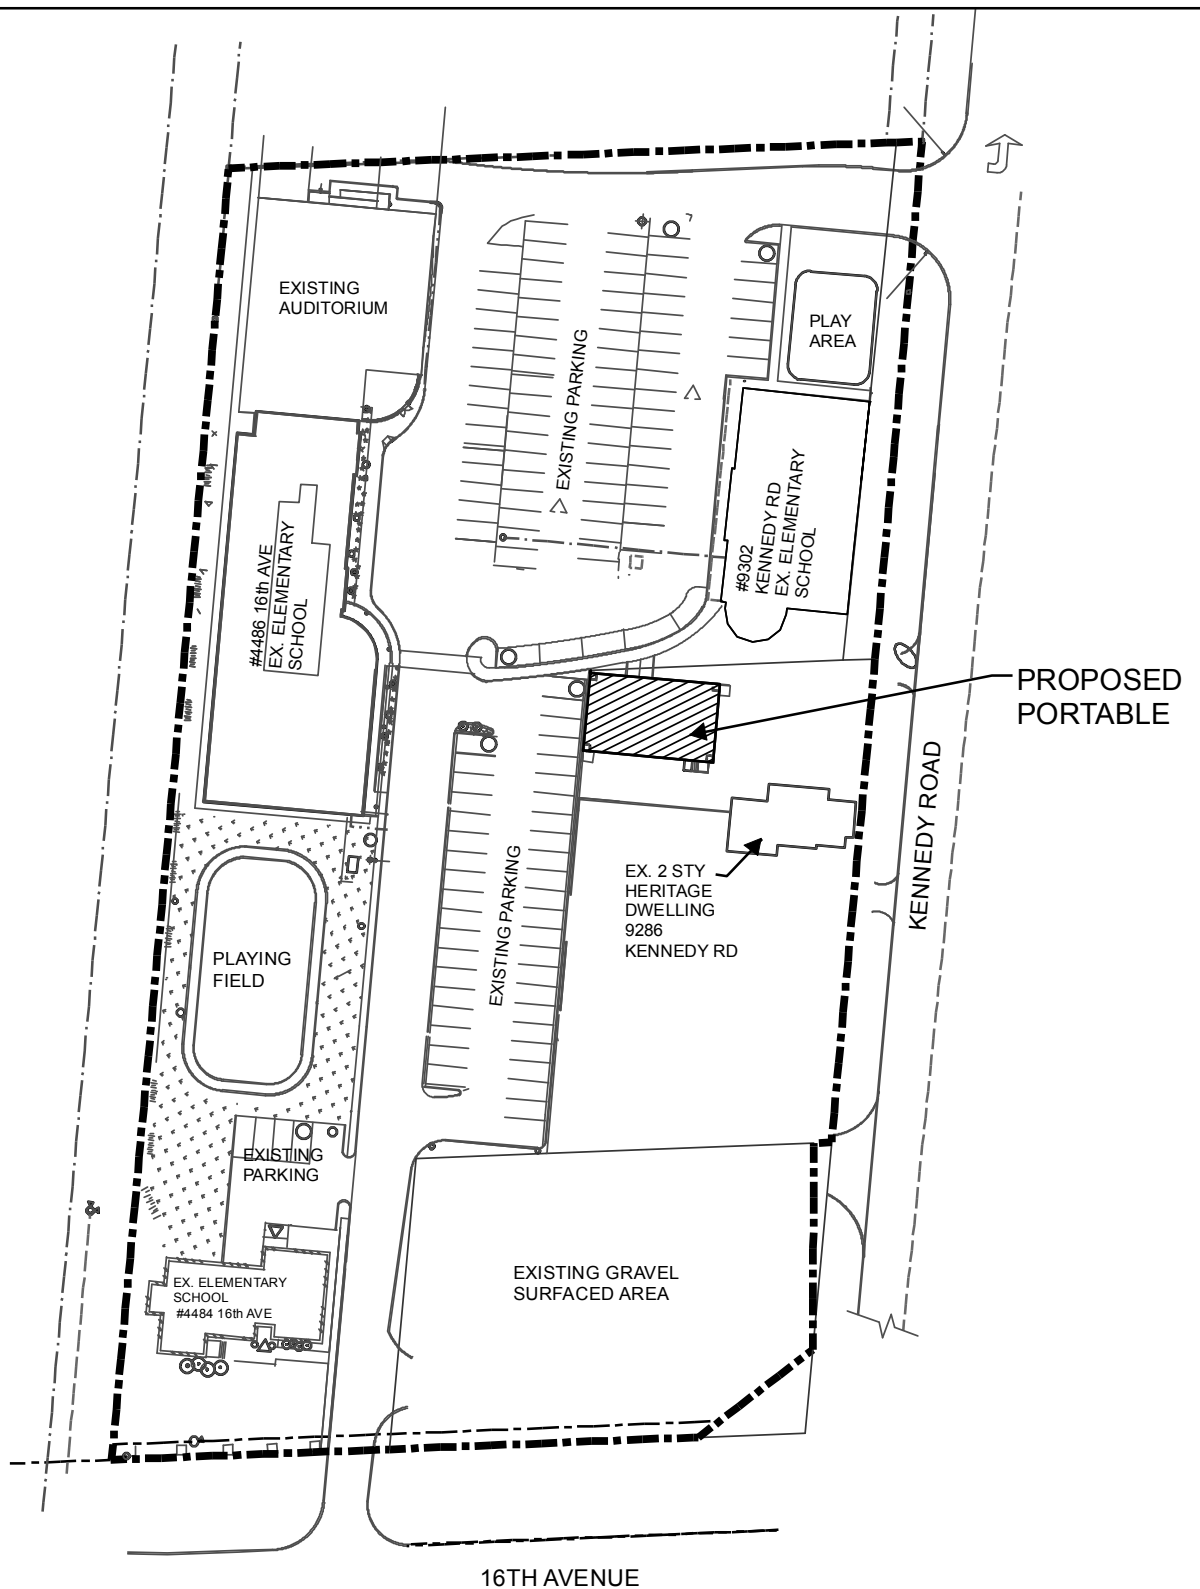 EXISTING
AUDITORIUM
PLAY
AREA
EXISTING PARKING
#9302
KENNEDY RD
EX. ELEMENTARY
SCHOOL
#4486 16th AVE
EX. ELEMENTARY
SCHOOL
PROPOSED
PORTABLE
KENNEDY ROAD
EXISTING PARKING
EX. 2 STY
HERITAGE
DWELLING
9286
KENNEDY RD
PLAYING
FIELD
EXISTING
PARKING
EX. ELEMENTARY
SCHOOL
#4484 16th AVE
EXISTING GRAVEL
SURFACED AREA
16TH AVENUE